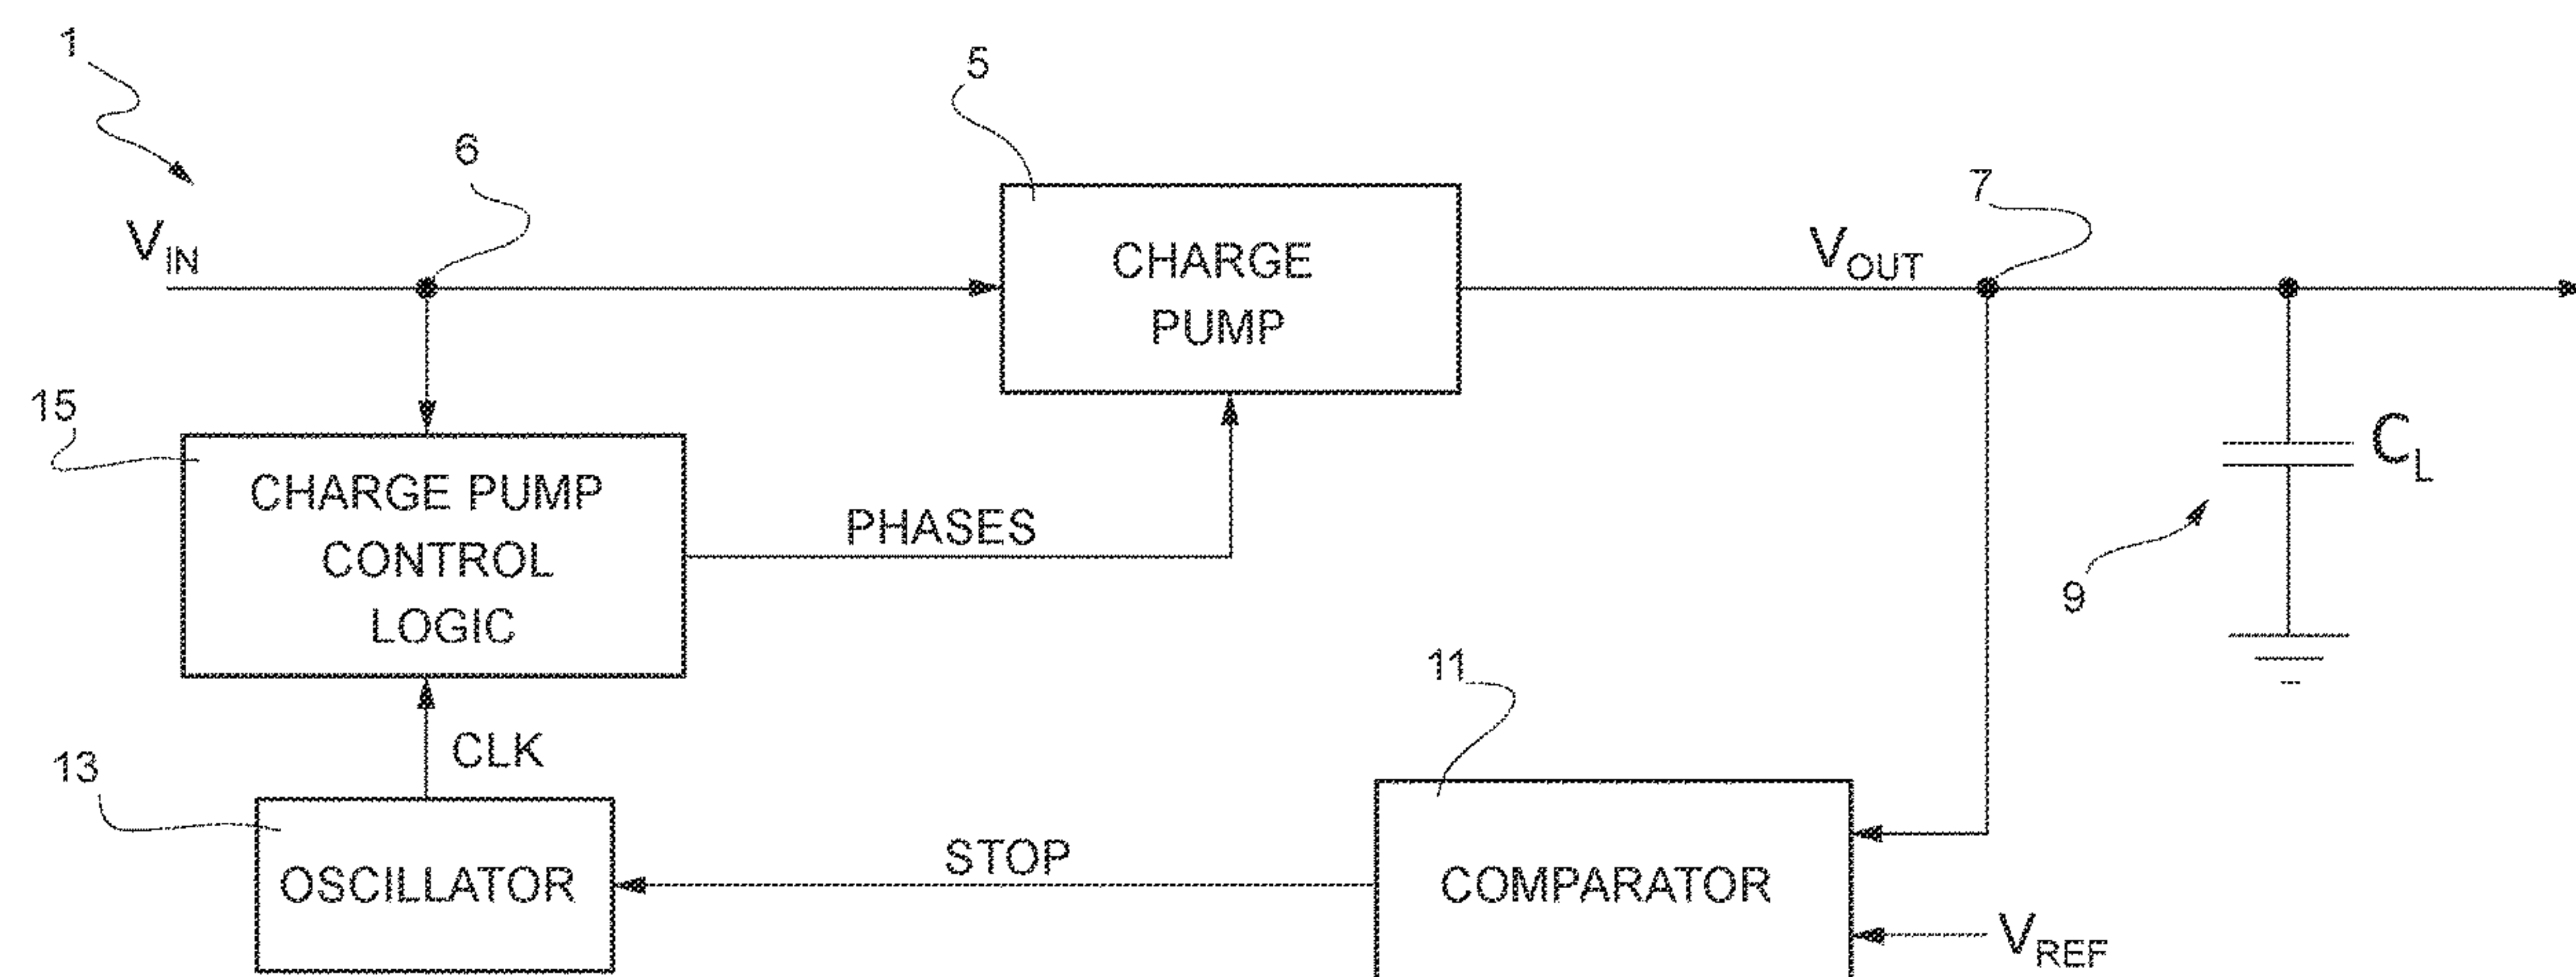 1
5
6
7
V_IN
CHARGE
PUMP
V_OUT
15
CHARGE PUMP
CONTROL
LOGIC
PHASES
C_L
9
11
CLK
13
OSCILLATOR
STOP
COMPARATOR
V_REF